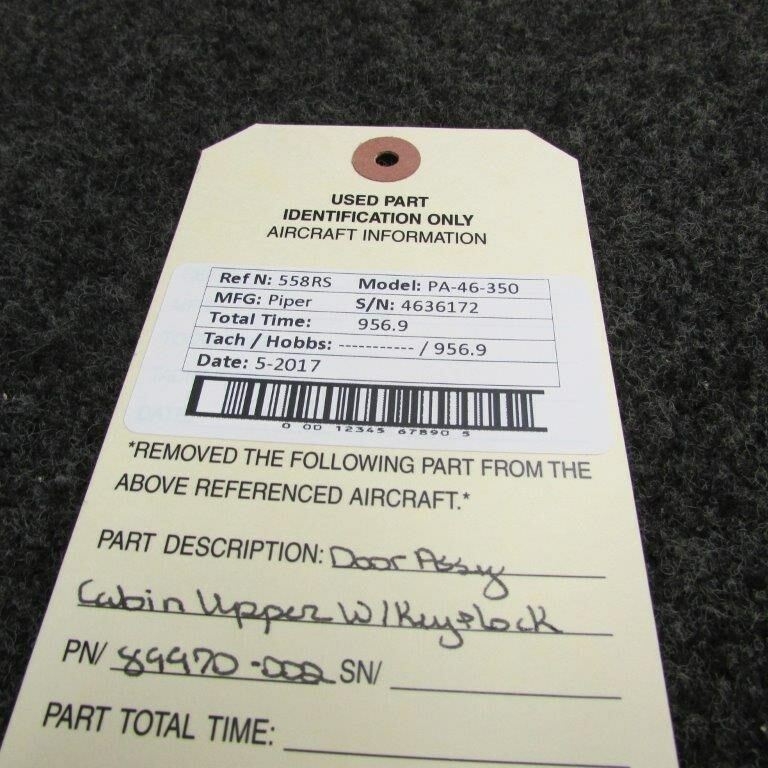 USED PART
IDENTIFICATION ONLY
AIRCRAFT INFORMATION
Ref N: 558RS Model: PA-46-350
MFG: Piper S/N: 4636172
Total Time: 956.9
Tach / Hobbs: ----------- / 956.9
Date: 5-2017
0 00 12345 67890 5
*REMOVED THE FOLLOWING PART FROM THE
ABOVE REFERENCED AIRCRAFT.*
PART DESCRIPTION: Door Assy
Cabin Upper W/Key&lock
PN/ 89970-002 SN/
PART TOTAL TIME: